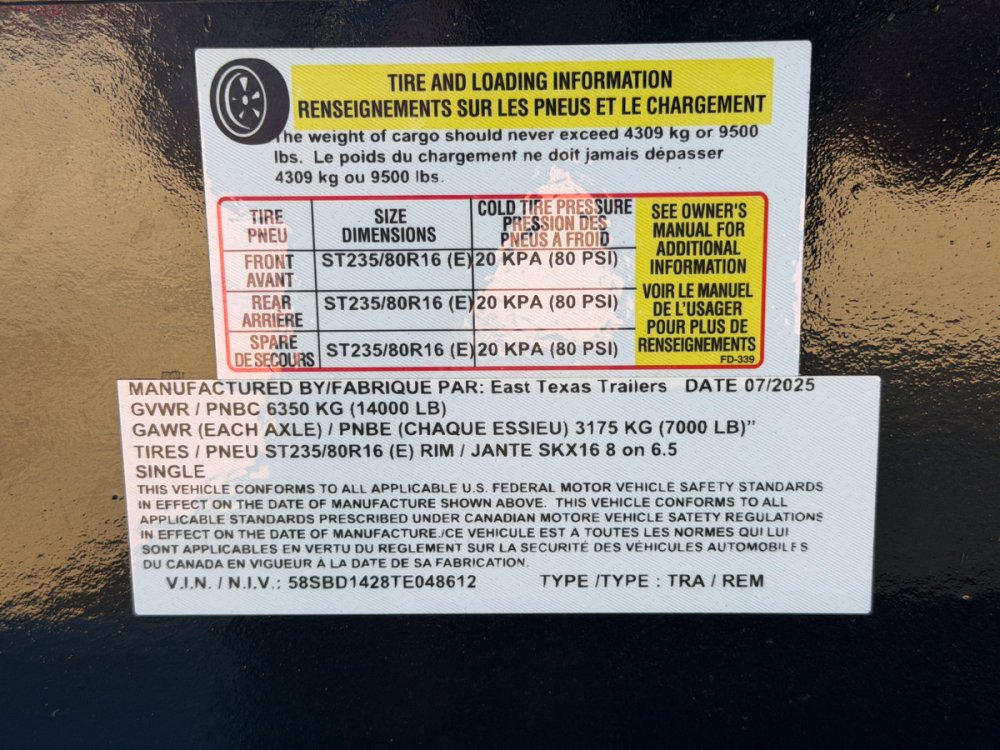 TIRE AND LOADING INFORMATION
RENSEIGNEMENTS SUR LES PNEUS ET LE CHARGEMENT
The weight of cargo should never exceed 4309 kg or 9500
lbs. Le poids du chargement ne doit jamais dépasser
4309 kg ou 9500 lbs.
TIRE PNEU
SIZE DIMENSIONS
COLD TIRE PRESSURE PRESSION DES PNEUS A FROID
FRONT AVANT
ST235/80R16 (E)
20 KPA (80 PSI)
REAR ARRIERE
ST235/80R16 (E)
20 KPA (80 PSI)
SPARE DE SECOURS
ST235/80R16 (E)
20 KPA (80 PSI)
SEE OWNER'S
MANUAL FOR
ADDITIONAL
INFORMATION
VOIR LE MANUEL
DE L'USAGER
POUR PLUS DE
RENSEIGNEMENTS
FD-339
MANUFACTURED BY/FABRIQUE PAR: East Texas Trailers DATE 07/2025
GVWR / PNBC 6350 KG (14000 LB)
GAWR (EACH AXLE) / PNBE (CHAQUE ESSIEU) 3175 KG (7000 LB)”
TIRES / PNEU ST235/80R16 (E) RIM / JANTE SKX16 8 on 6.5
SINGLE
THIS VEHICLE CONFORMS TO ALL APPLICABLE U.S. FEDERAL MOTOR VEHICLE SAFETY STANDARDS
IN EFFECT ON THE DATE OF MANUFACTURE SHOWN ABOVE. THIS VEHICLE CONFORMS TO ALL
APPLICABLE STANDARDS PRESCRIBED UNDER CANADIAN MOTORE VEHICLE SATETY REGULATIONS
IN EFFECT ON THE DATE OF MANUFACTURE./CE VEHICULE EST A TOUTES LES NORMES QUI LUI
SONT APPLICABLES EN VERTU DU REGLEMENT SUR LA SECURITÉ DES VÉHICULES AUTOMOBILES
DU CANADA EN VIGUEUR À LA DATE DE SA FABRICATION.
V.I.N. / N.I.V.: 58SBD1428TE048612 TYPE /TYPE : TRA / REM